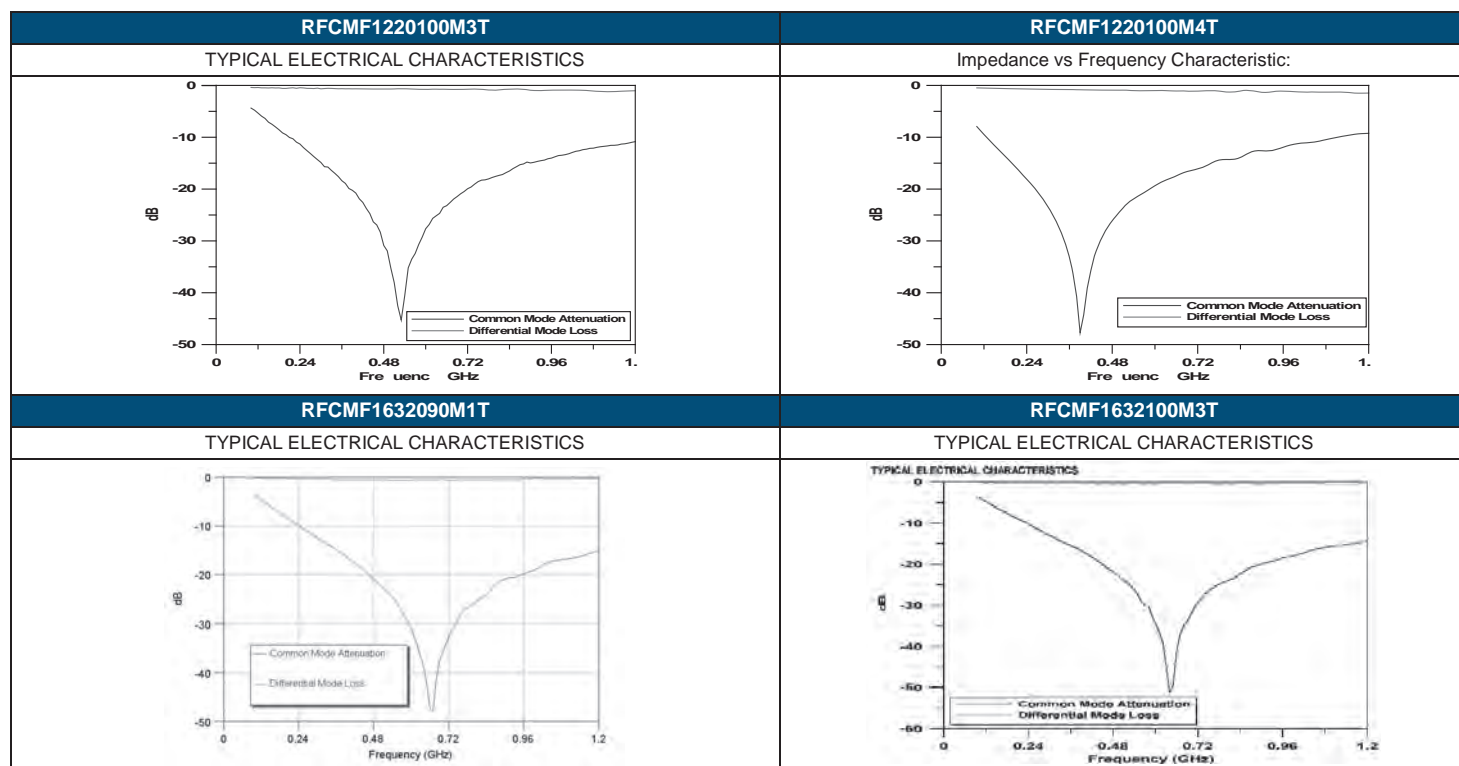 RFCMF1220100M3T
TYPICAL ELECTRICAL CHARACTERISTICS
0
-10
-20
-30
-40
-50
dB
Common Mode Attenuation
Differential Mode Loss
0 0.24 0.48 0.72 0.96 1.
Fre uenc GHz
RFCMF1220100M4T
Impedance vs Frequency Characteristic:
0
-10
-20
-30
-40
-50
dB
Common Mode Attenuation
Differential Mode Loss
0 0.24 0.48 0.72 0.96 1.
Fre uenc GHz
RFCMF1632090M1T
TYPICAL ELECTRICAL CHARACTERISTICS
0
-10
-20
-30
-40
-50
dB
Common Mode Attenuation
Differential Mode Loss
0 0.24 0.48 0.72 0.96 1.2
Frequency (GHz)
RFCMF1632100M3T
TYPICAL ELECTRICAL CHARACTERISTICS
TYPICAL ELECTRICAL CHARACTERISTICS
0
-10
-20
-30
-40
-50
-60
dB
Common Mode Attenuation
Differential Mode Loss
0 0.24 0.48 0.72 0.96 1.2
Frequency (GHz)